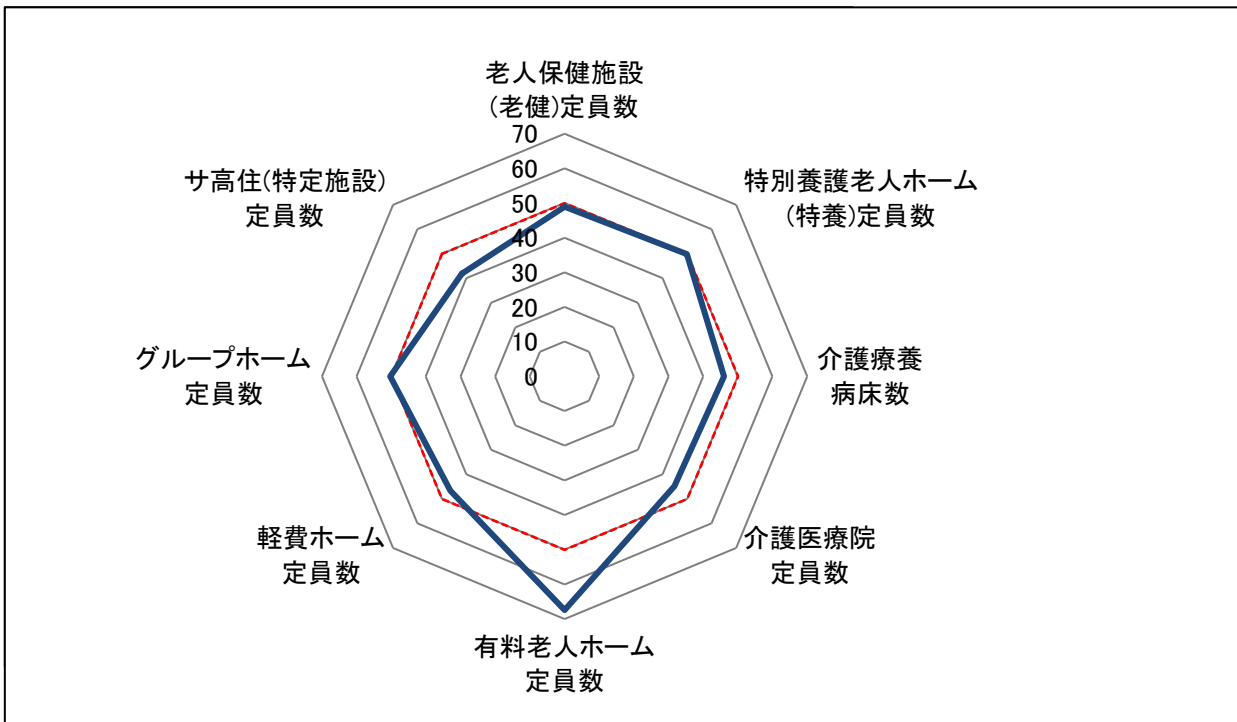 老人保健施設
(老健)定員数
特別養護老人ホーム
(特養)定員数
介護療養
病床数
介護医療院
定員数
有料老人ホーム
定員数
軽費ホーム
定員数
グループホーム
定員数
サ高住(特定施設)
定員数
70
60
50
40
30
20
10
0